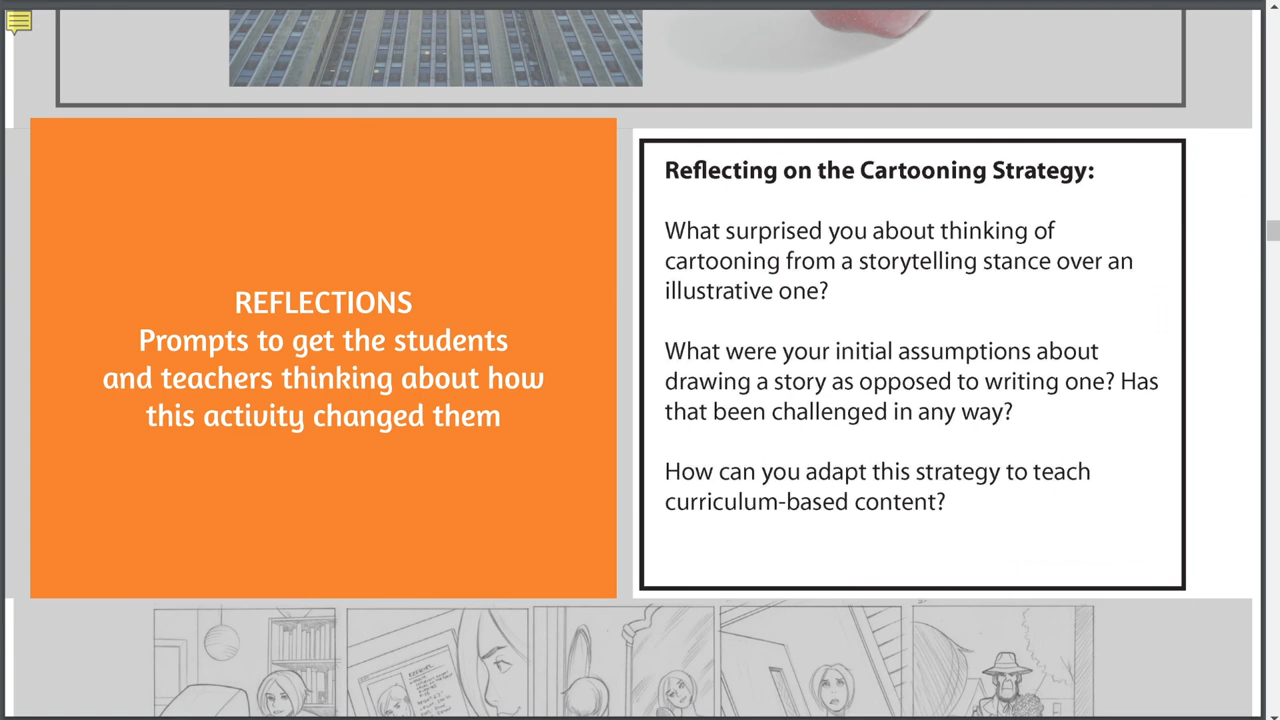 REFLECTIONS
Prompts to get the students
and teachers thinking about how
this activity changed them
Reflecting on the Cartooning Strategy:
What surprised you about thinking of
cartooning from a storytelling stance over an
illustrative one?
What were your initial assumptions about
drawing a story as opposed to writing one? Has
that been challenged in any way?
How can you adapt this strategy to teach
curriculum-based content?